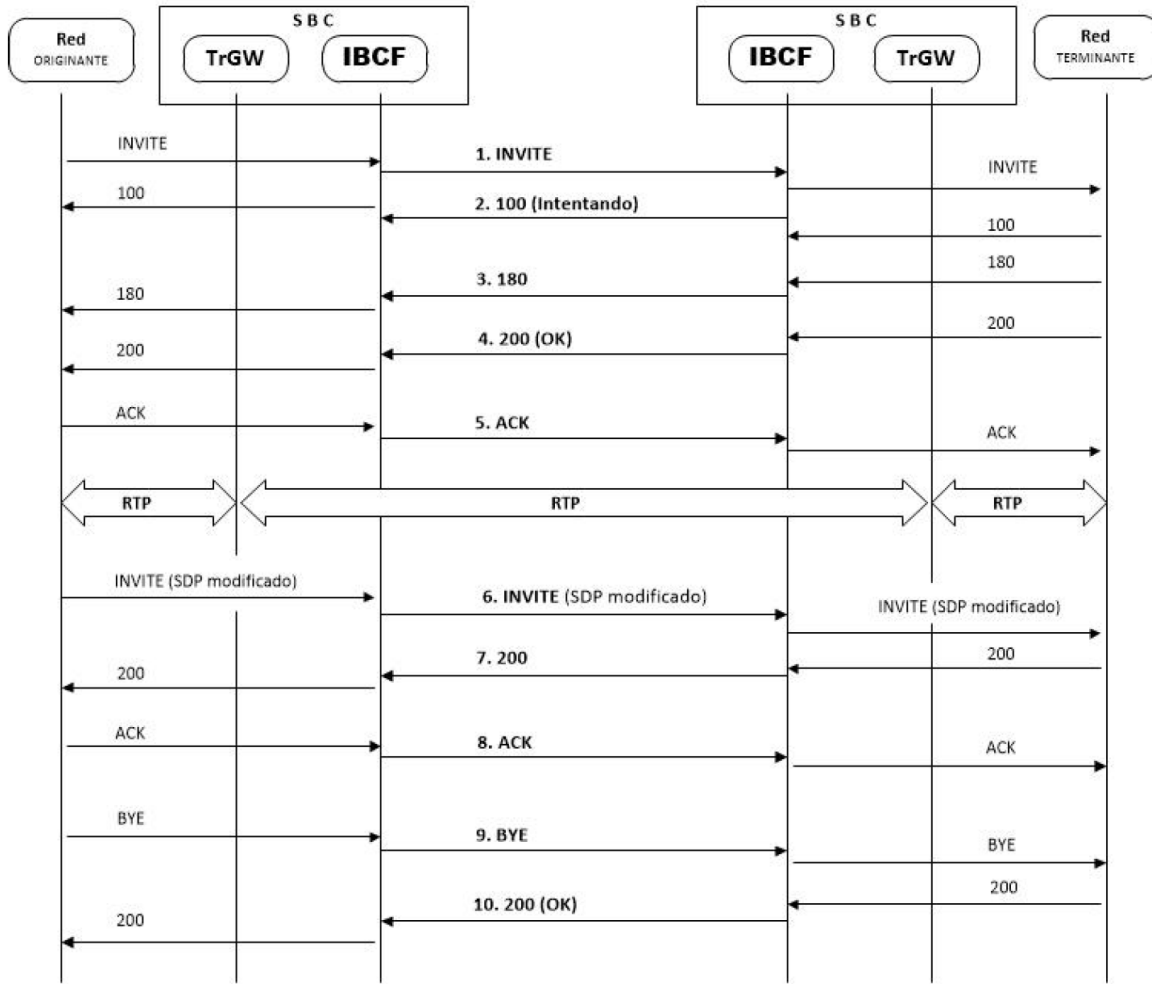 S B C
S B C
Red
ORIGINANTE
TrGW
IBCF
IBCF
TrGW
Red
TERMINANTE
INVITE
1. INVITE
INVITE
100
2. 100 (Intentando)
100
180
3. 180
180
200
4. 200 (OK)
200
ACK
5. ACK
ACK
RTP
RTP
RTP
INVITE (SDP modificado)
6. INVITE (SDP modificado)
INVITE (SDP modificado)
200
7. 200
200
ACK
8. ACK
ACK
BYE
9. BYE
BYE
200
10. 200 (OK)
200